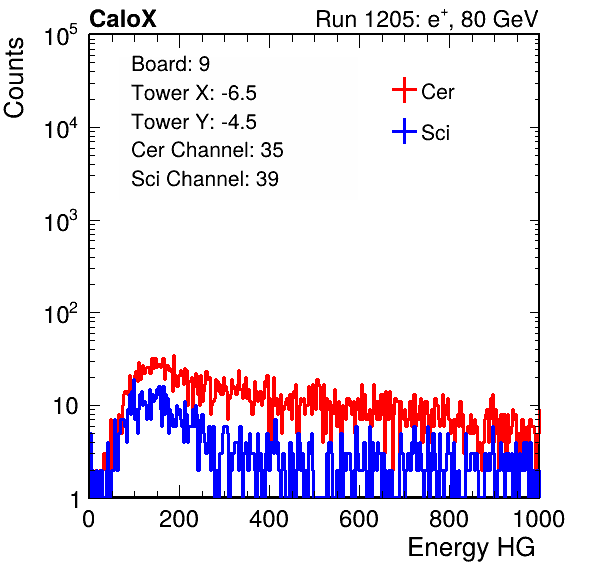 CaloX Run 1205: e⁺, 80 GeV
Counts
Board: 9
Tower X: -6.5
Tower Y: -4.5
Cer Channel: 35
Sci Channel: 39
Cer
Sci
10⁵
10⁴
10³
10²
10
1
0 200 400 600 800 1000
Energy HG